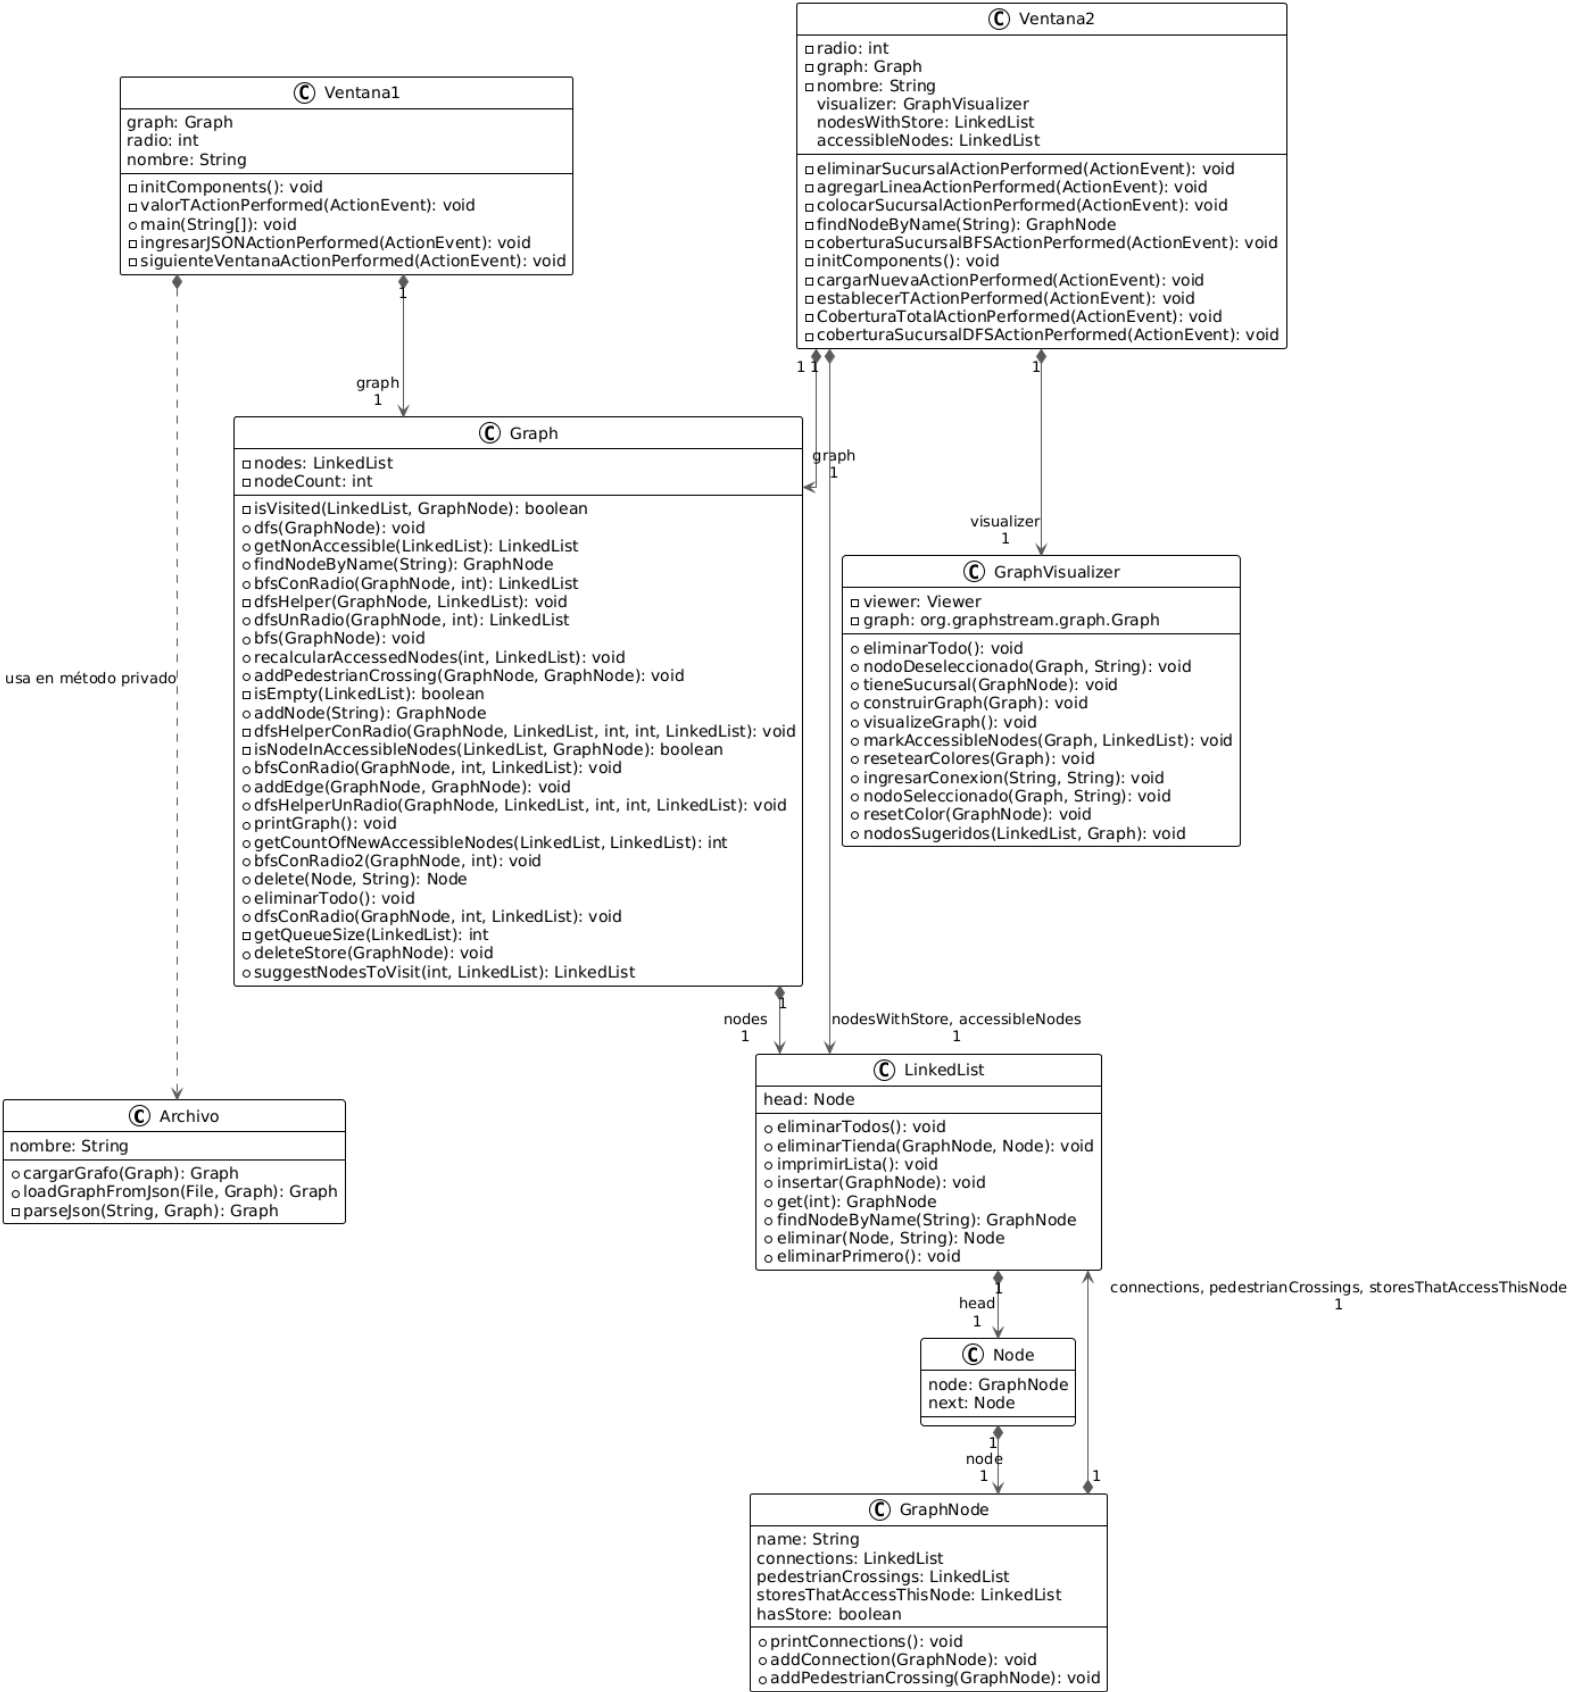 C Ventana2
radio: int
graph: Graph
nombre: String
visualizer: GraphVisualizer
nodesWithStore: LinkedList
accessibleNodes: LinkedList
eliminarSucursalActionPerformed(ActionEvent): void
agregarLineaActionPerformed(ActionEvent): void
colocarSucursalActionPerformed(ActionEvent): void
findNodeByName(String): GraphNode
coberturaSucursalBFSActionPerformed(ActionEvent): void
initComponents(): void
cargarNuevaActionPerformed(ActionEvent): void
establecerTActionPerformed(ActionEvent): void
CoberturaTotalActionPerformed(ActionEvent): void
coberturaSucursalDFSActionPerformed(ActionEvent): void
C Ventana1
graph: Graph
radio: int
nombre: String
initComponents(): void
valorTActionPerformed(ActionEvent): void
main(String[]): void
ingresarJSONActionPerformed(ActionEvent): void
siguienteVentanaActionPerformed(ActionEvent): void
1
graph
1
1 1
1
graph
1
visualizer
1
C Graph
nodes: LinkedList
nodeCount: int
isVisited(LinkedList, GraphNode): boolean
dfs(GraphNode): void
getNonAccessible(LinkedList): LinkedList
findNodeByName(String): GraphNode
bfsConRadio(GraphNode, int): LinkedList
dfsHelper(GraphNode, LinkedList): void
dfsUnRadio(GraphNode, int): LinkedList
bfs(GraphNode): void
recalcularAccessedNodes(int, LinkedList): void
addPedestrianCrossing(GraphNode, GraphNode): void
isEmpty(LinkedList): boolean
addNode(String): GraphNode
dfsHelperConRadio(GraphNode, LinkedList, int, int, LinkedList): void
isNodeInAccessibleNodes(LinkedList, GraphNode): boolean
bfsConRadio(GraphNode, int, LinkedList): void
addEdge(GraphNode, GraphNode): void
dfsHelperUnRadio(GraphNode, LinkedList, int, int, LinkedList): void
printGraph(): void
getCountOfNewAccessibleNodes(LinkedList, LinkedList): int
bfsConRadio2(GraphNode, int): void
delete(Node, String): Node
eliminarTodo(): void
dfsConRadio(GraphNode, int, LinkedList): void
getQueueSize(LinkedList): int
deleteStore(GraphNode): void
suggestNodesToVisit(int, LinkedList): LinkedList
C GraphVisualizer
viewer: Viewer
graph: org.graphstream.graph.Graph
eliminarTodo(): void
nodoDeseleccionado(Graph, String): void
tieneSucursal(GraphNode): void
construirGraph(Graph): void
visualizeGraph(): void
markAccessibleNodes(Graph, LinkedList): void
resetearColores(Graph): void
ingresarConexion(String, String): void
nodoSeleccionado(Graph, String): void
resetColor(GraphNode): void
nodosSugeridos(LinkedList, Graph): void
usa en método privado
1
nodes
1
nodesWithStore, accessibleNodes
1
C Archivo
nombre: String
cargarGrafo(Graph): Graph
loadGraphFromJson(File, Graph): Graph
parseJson(String, Graph): Graph
C LinkedList
head: Node
eliminarTodos(): void
eliminarTienda(GraphNode, Node): void
imprimirLista(): void
insertar(GraphNode): void
get(int): GraphNode
findNodeByName(String): GraphNode
eliminar(Node, String): Node
eliminarPrimero(): void
1
head
1
connections, pedestrianCrossings, storesThatAccessThisNode
1
C Node
node: GraphNode
next: Node
1
node
1
1
C GraphNode
name: String
connections: LinkedList
pedestrianCrossings: LinkedList
storesThatAccessThisNode: LinkedList
hasStore: boolean
printConnections(): void
addConnection(GraphNode): void
addPedestrianCrossing(GraphNode): void